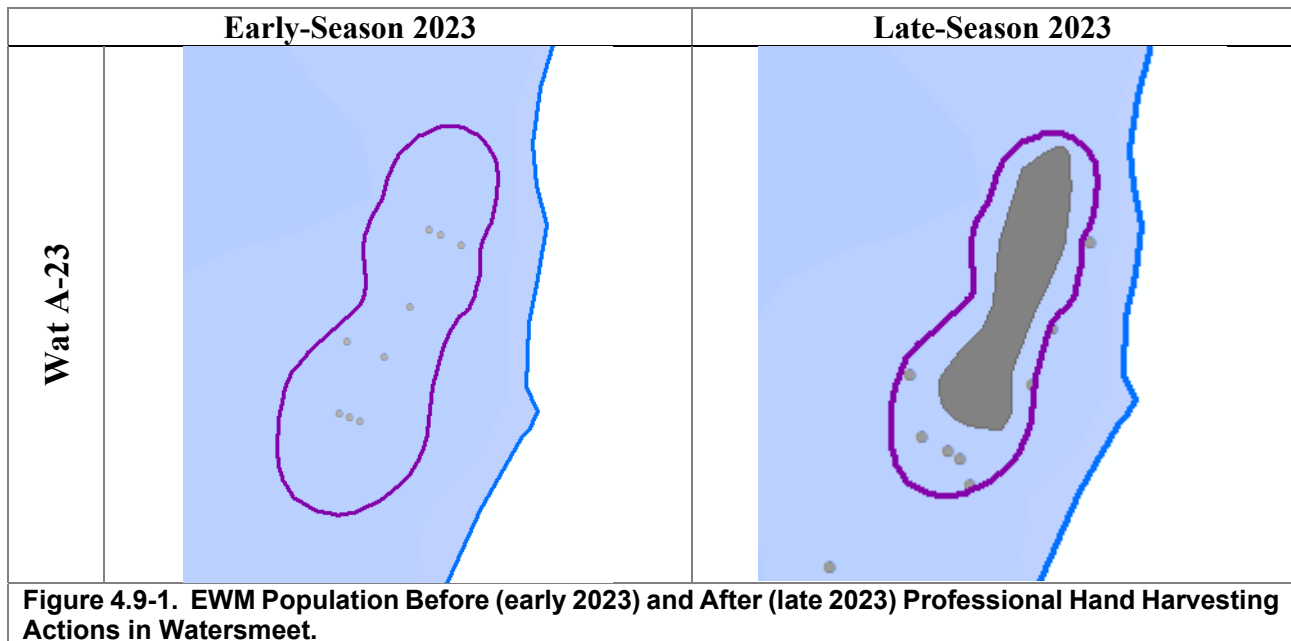 Early-Season 2023
Late-Season 2023
Wat A-23
Figure 4.9-1. EWM Population Before (early 2023) and After (late 2023) Professional Hand Harvesting
Actions in Watersmeet.